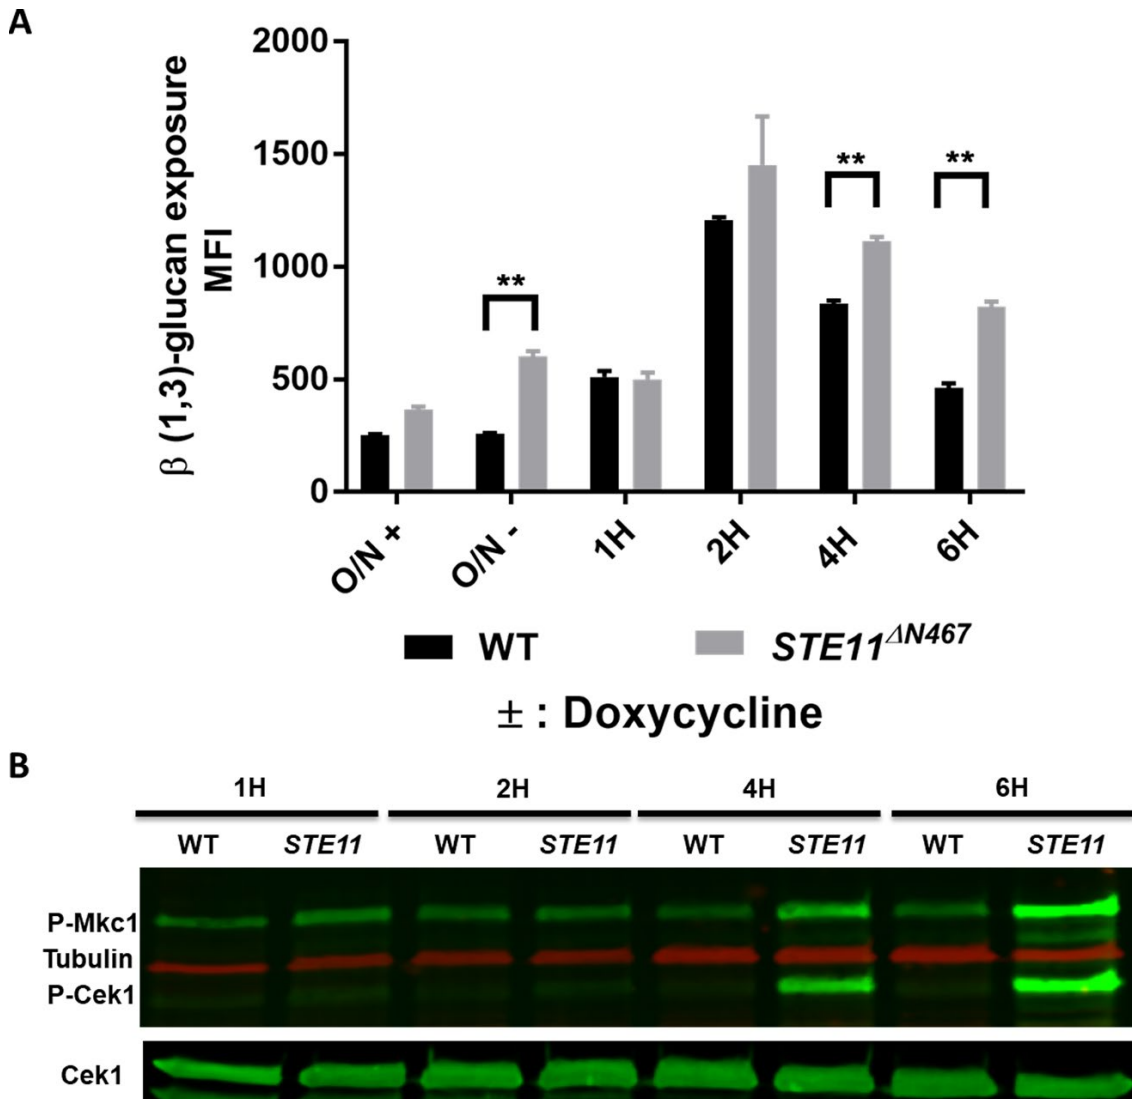 A
β (1,3)-glucan exposure
MFI
2000
1500
1000
500
0
**
**
**
O/N +
O/N -
1H
2H
4H
6H
WT
STE11ΔN467
± : Doxycycline
B
1H 2H 4H 6H
WT STE11 WT STE11 WT STE11 WT STE11
P-Mkc1
Tubulin
P-Cek1
Cek1